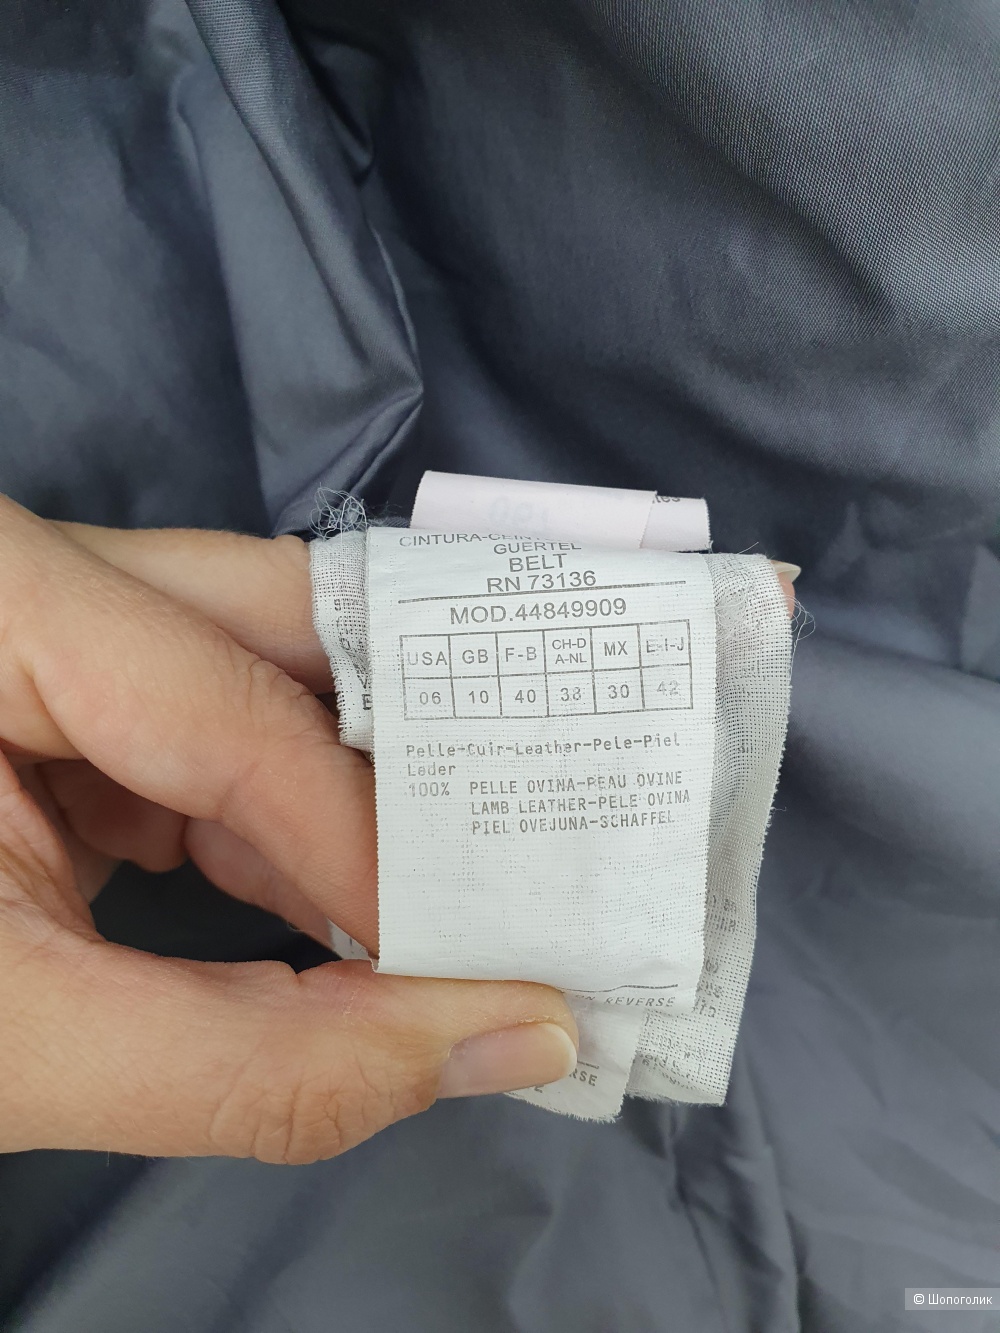 CINTURA-CEIN
GUERTEL
BELT
RN 73136
MOD.44849909
USA GB F-B CH-D A-NL MX E-I-J
06 10 40 38 30 42
Pelle-Cuir-Leather-Pele-Piel
Leder
100% PELLE OVINA-PEAU OVINE
LAMB LEATHER-PELE OVINA
PIEL OVEJUNA-SCHAFFEL
REVERSE
© Шопоголик